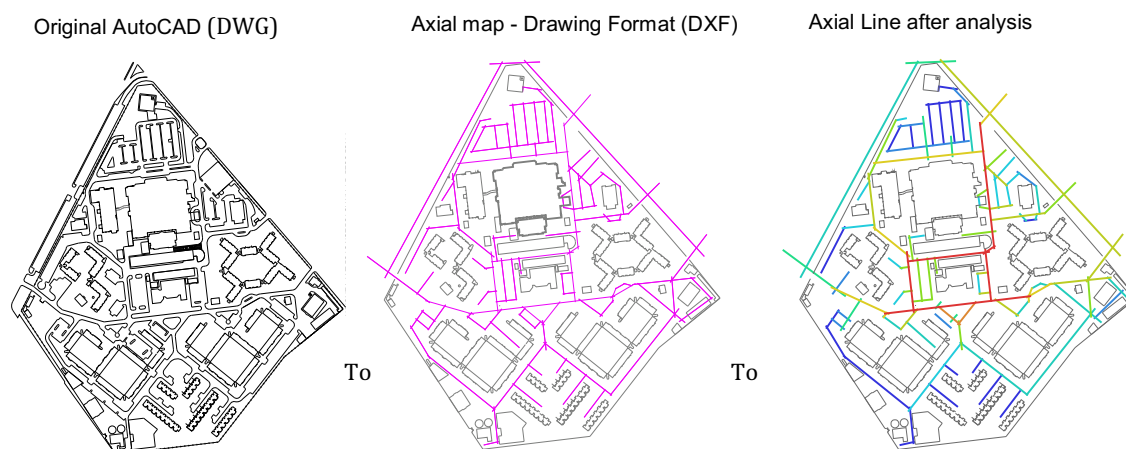 Original AutoCAD (DWG)
Axial map - Drawing Format (DXF)
Axial Line after analysis
To
To